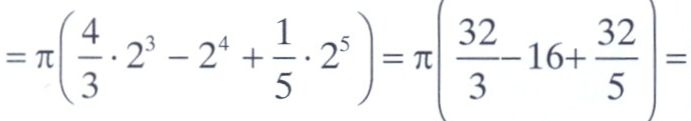 = π(4/3 · 2³ − 2⁴ + 1/5 · 2⁵) = π(32/3 − 16 + 32/5) =